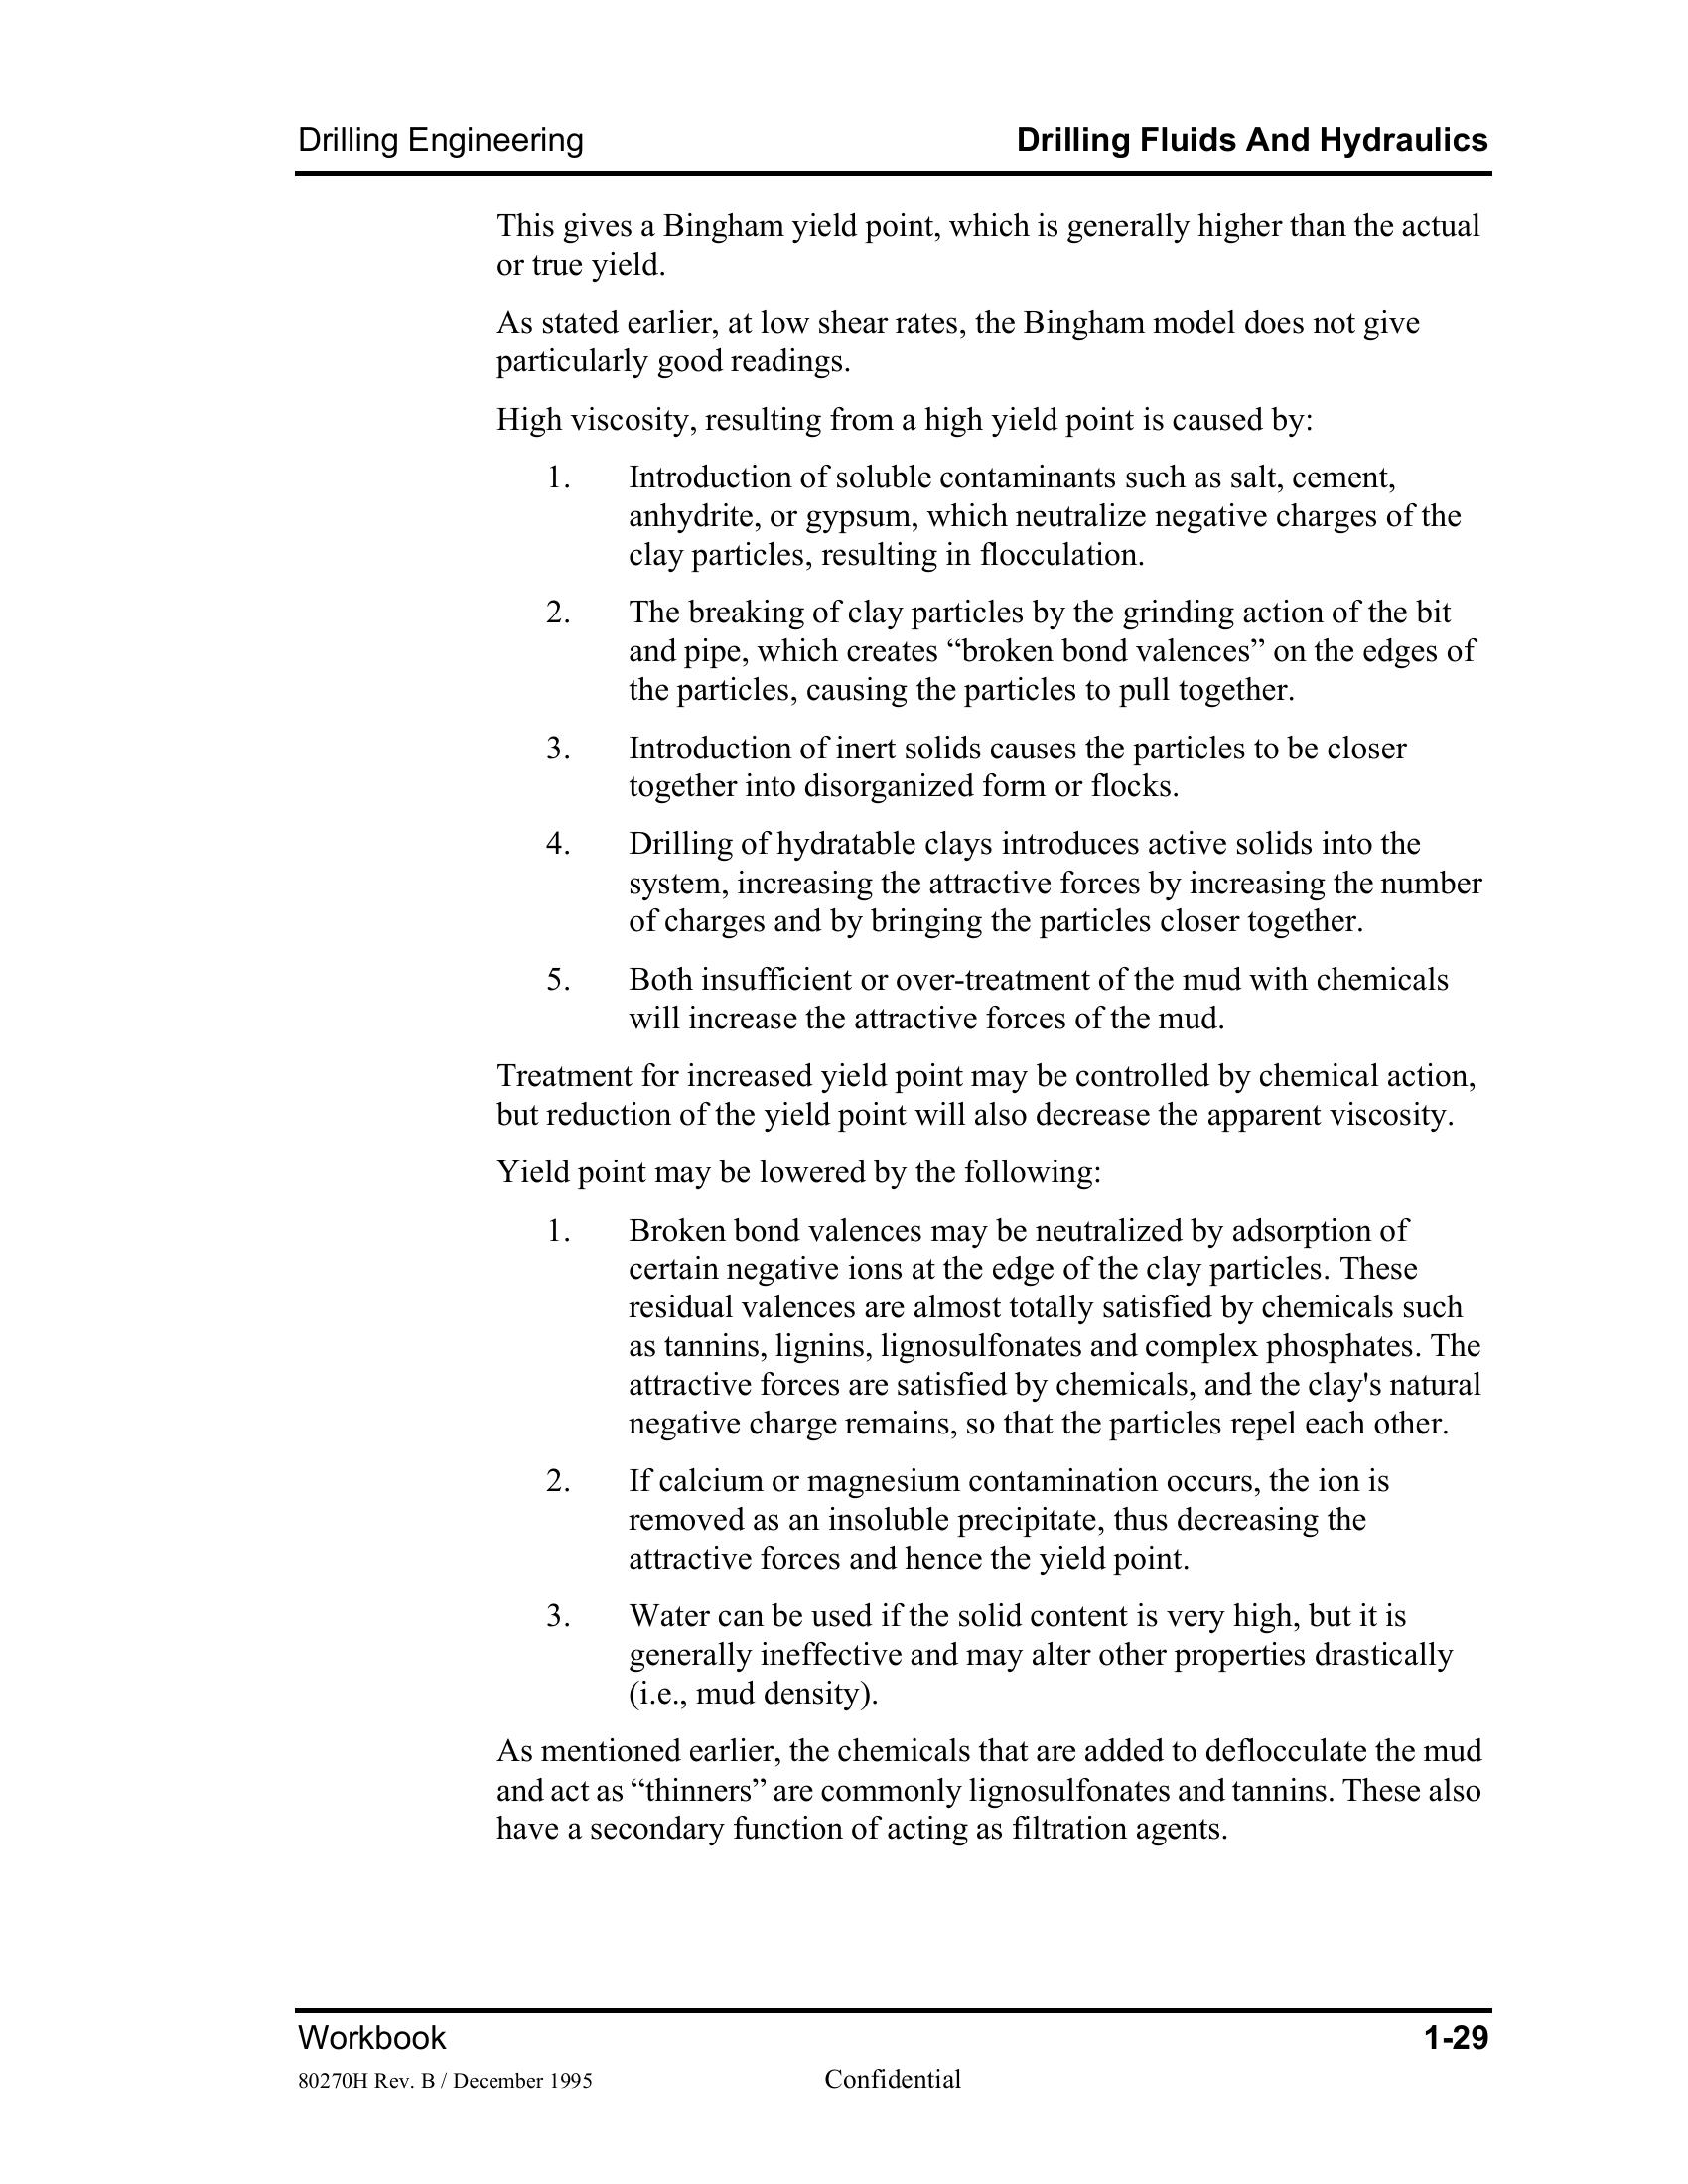 Drilling Engineering Drilling Fluids And Hydraulics
This gives a Bingham yield point, which is generally higher than the actual
or true yield.
As stated earlier, at low shear rates, the Bingham model does not give
particularly good readings.
High viscosity, resulting from a high yield point is caused by:
1. Introduction of soluble contaminants such as salt, cement,
anhydrite, or gypsum, which neutralize negative charges of the
clay particles, resulting in flocculation.
2. The breaking of clay particles by the grinding action of the bit
and pipe, which creates “broken bond valences” on the edges of
the particles, causing the particles to pull together.
3. Introduction of inert solids causes the particles to be closer
together into disorganized form or flocks.
4. Drilling of hydratable clays introduces active solids into the
system, increasing the attractive forces by increasing the number
of charges and by bringing the particles closer together.
5. Both insufficient or over-treatment of the mud with chemicals
will increase the attractive forces of the mud.
Treatment for increased yield point may be controlled by chemical action,
but reduction of the yield point will also decrease the apparent viscosity.
Yield point may be lowered by the following:
1. Broken bond valences may be neutralized by adsorption of
certain negative ions at the edge of the clay particles. These
residual valences are almost totally satisfied by chemicals such
as tannins, lignins, lignosulfonates and complex phosphates. The
attractive forces are satisfied by chemicals, and the clay's natural
negative charge remains, so that the particles repel each other.
2. If calcium or magnesium contamination occurs, the ion is
removed as an insoluble precipitate, thus decreasing the
attractive forces and hence the yield point.
3. Water can be used if the solid content is very high, but it is
generally ineffective and may alter other properties drastically
(i.e., mud density).
As mentioned earlier, the chemicals that are added to deflocculate the mud
and act as “thinners” are commonly lignosulfonates and tannins. These also
have a secondary function of acting as filtration agents.
Workbook 1-29
80270H Rev. B / December 1995 Confidential